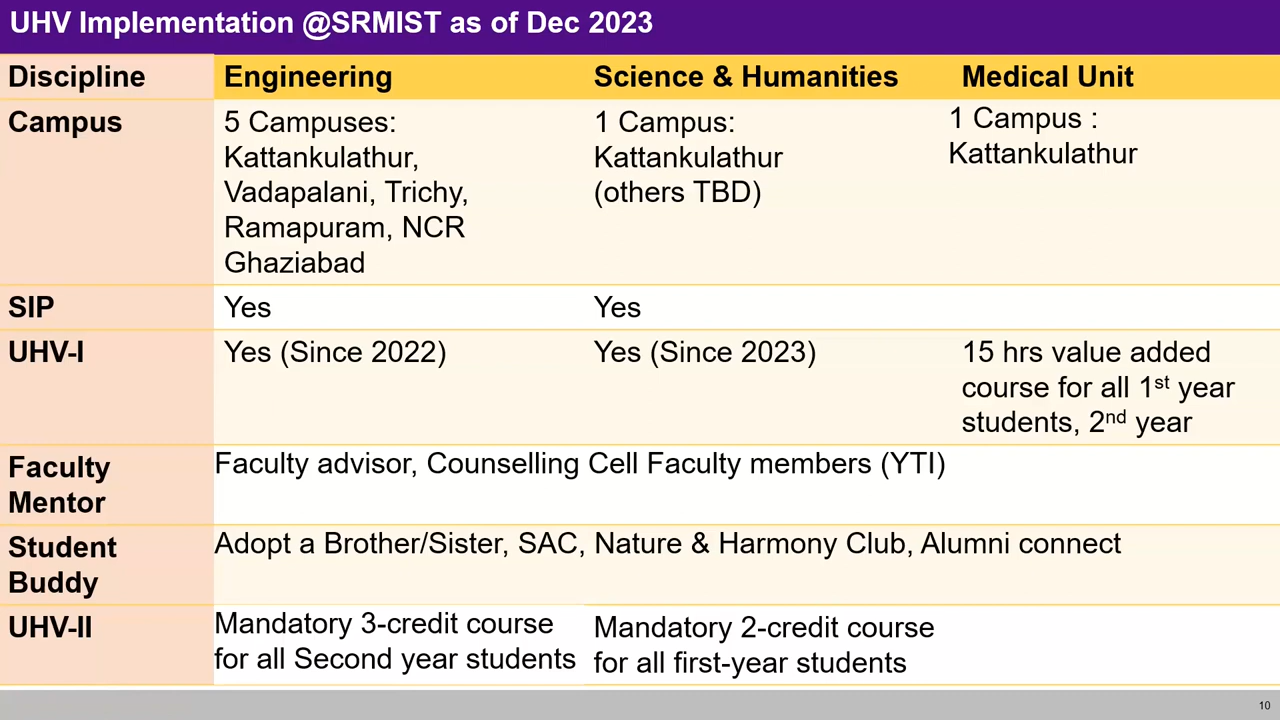 UHV Implementation @SRMIST as of Dec 2023
Discipline
Engineering
Science & Humanities
Medical Unit
Campus
5 Campuses:
Kattankulathur,
Vadapalani, Trichy,
Ramapuram, NCR
Ghaziabad
1 Campus:
Kattankulathur
(others TBD)
1 Campus :
Kattankulathur
SIP
Yes
Yes
UHV-I
Yes (Since 2022)
Yes (Since 2023)
15 hrs value added
course for all 1st year
students, 2nd year
Faculty
Mentor
Faculty advisor, Counselling Cell Faculty members (YTI)
Student
Buddy
Adopt a Brother/Sister, SAC, Nature & Harmony Club, Alumni connect
UHV-II
Mandatory 3-credit course
for all Second year students
Mandatory 2-credit course
for all first-year students
10